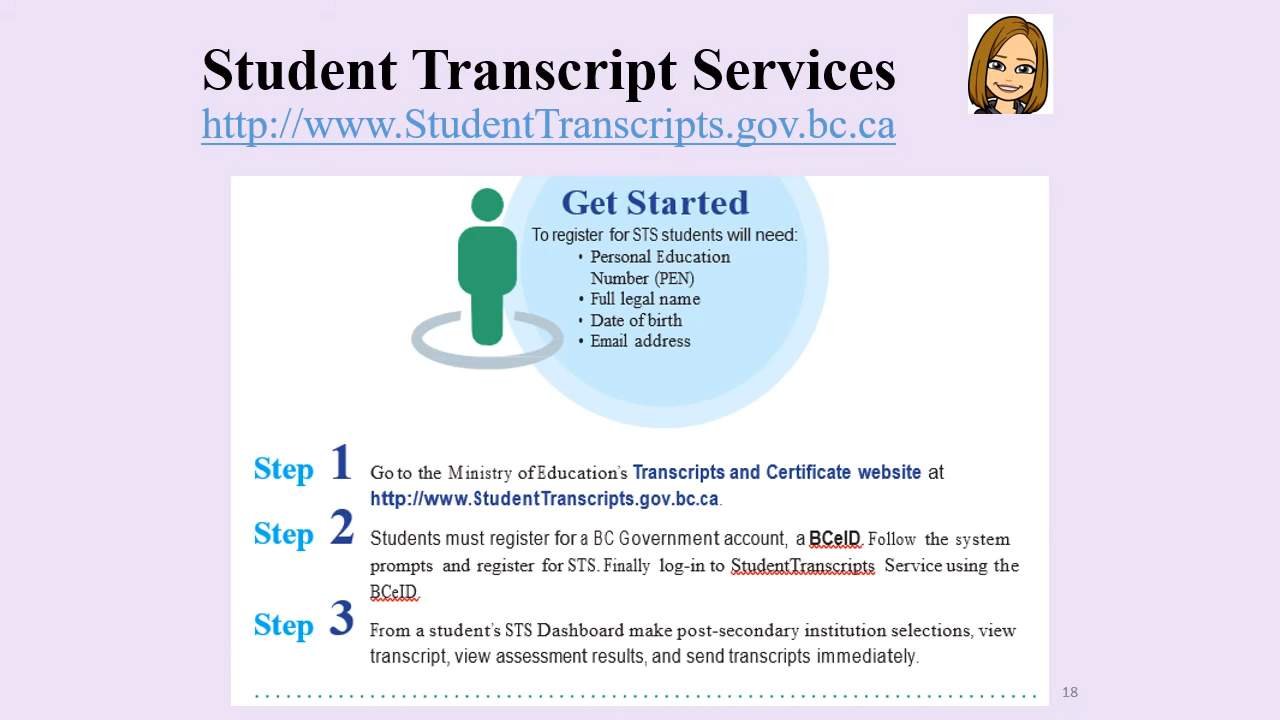 Student Transcript Services
http://www.StudentTranscripts.gov.bc.ca
Get Started
To register for STS students will need:
• Personal Education
Number (PEN)
• Full legal name
• Date of birth
• Email address
Step 1 Go to the Ministry of Education's Transcripts and Certificate website at
http://www.StudentTranscripts.gov.bc.ca.
Step 2 Students must register for a BC Government account, a BCeID. Follow the system
prompts and register for STS. Finally log-in to StudentTranscripts Service using the
BCeID.
Step 3 From a student's STS Dashboard make post-secondary institution selections, view
transcript, view assessment results, and send transcripts immediately.
18